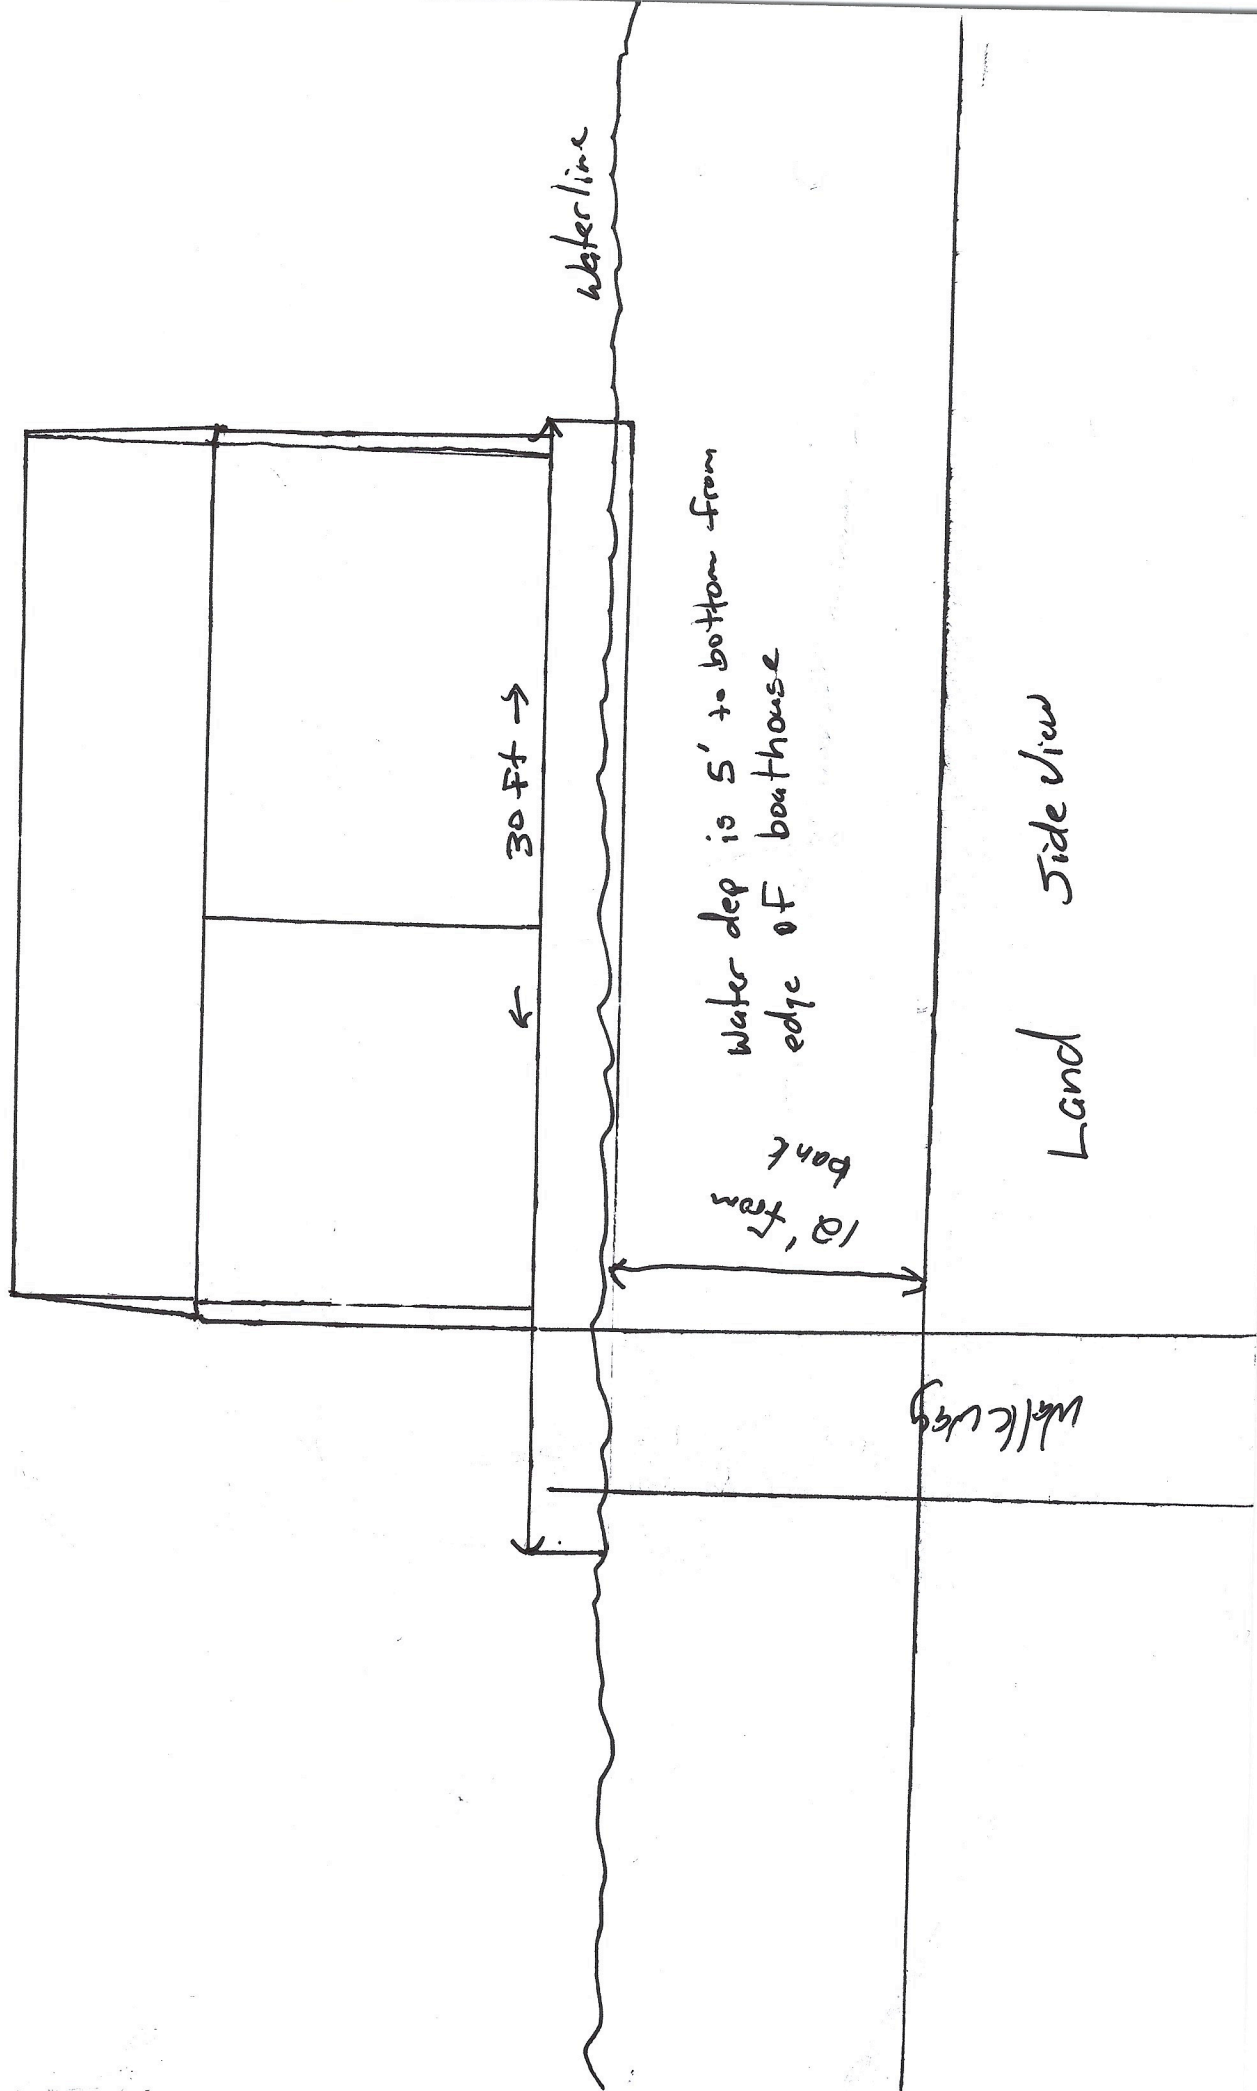 Waterline
← 30 Ft →
Water dep is 5' to bottom from
edge of boathouse
12' from
bank
Walkway
Land Side View